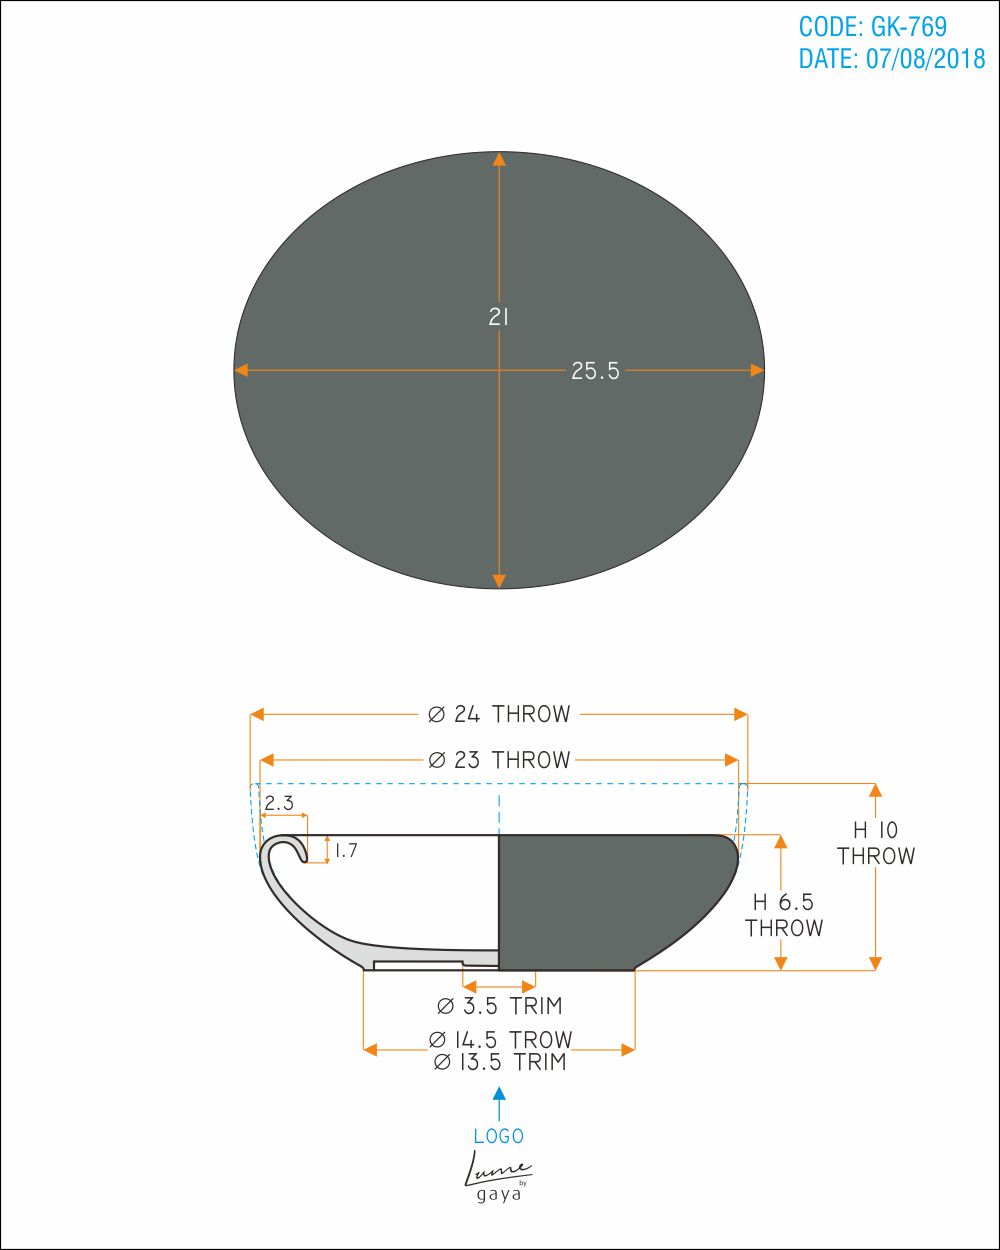 CODE: GK-769
DATE: 07/08/2018
21
25.5
Ø 24 THROW
Ø 23 THROW
2.3
1.7
H 10
THROW
H 6.5
THROW
Ø 3.5 TRIM
Ø 14.5 TROW
Ø 13.5 TRIM
LOGO
Lume
by
gaya